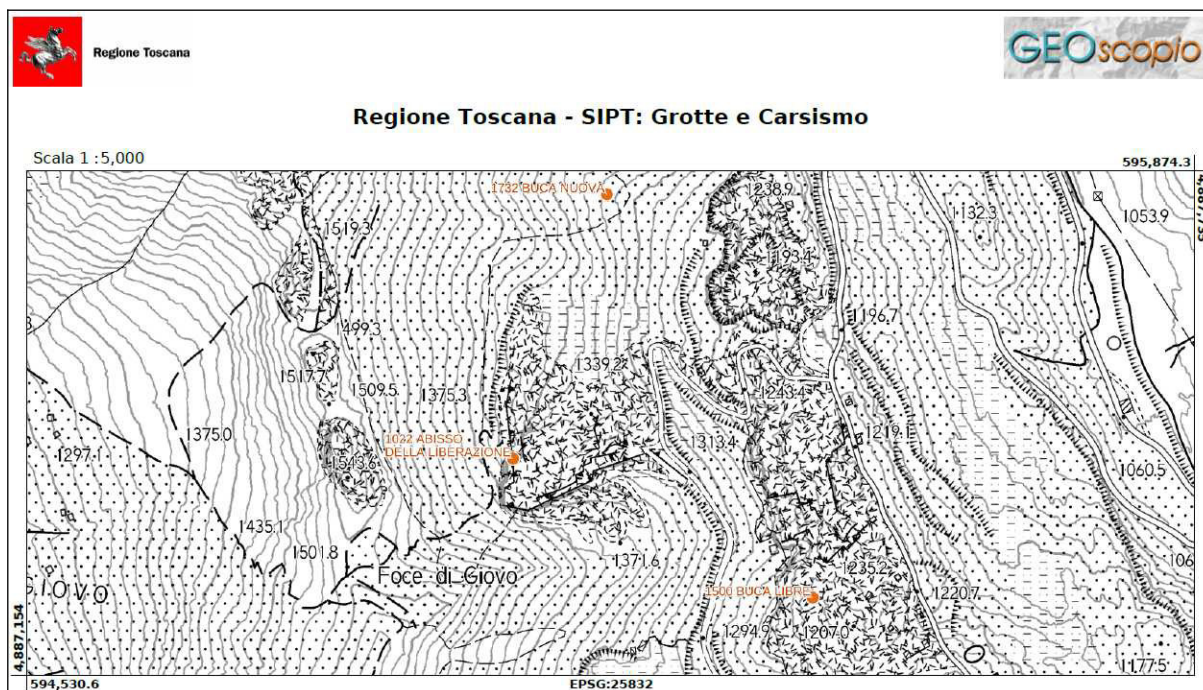 Regione Toscana
GEOscopio
Regione Toscana - SIPT: Grotte e Carsismo
Scala 1 :5,000
595,874.3
1732 BUCA NUOVA
1238.9
1132.3
1053.9
1519.3
1193.4
1499.3
1196.7
1517.7
1509.5
1375.3
1339.2
1243.4
1375.0
1022 ABISSO
DELLA LIBERAZIONE
1313.4
1219.1
1297.1
1543.6
1060.5
1435.1
1501.8
1371.6
1235.2
Foce di Giovo
IOVO
1500 BUCA LIBRE
1220.7
1294.9
1207.0
1177.5
4,887,154
594,530.6
EPSG:25832